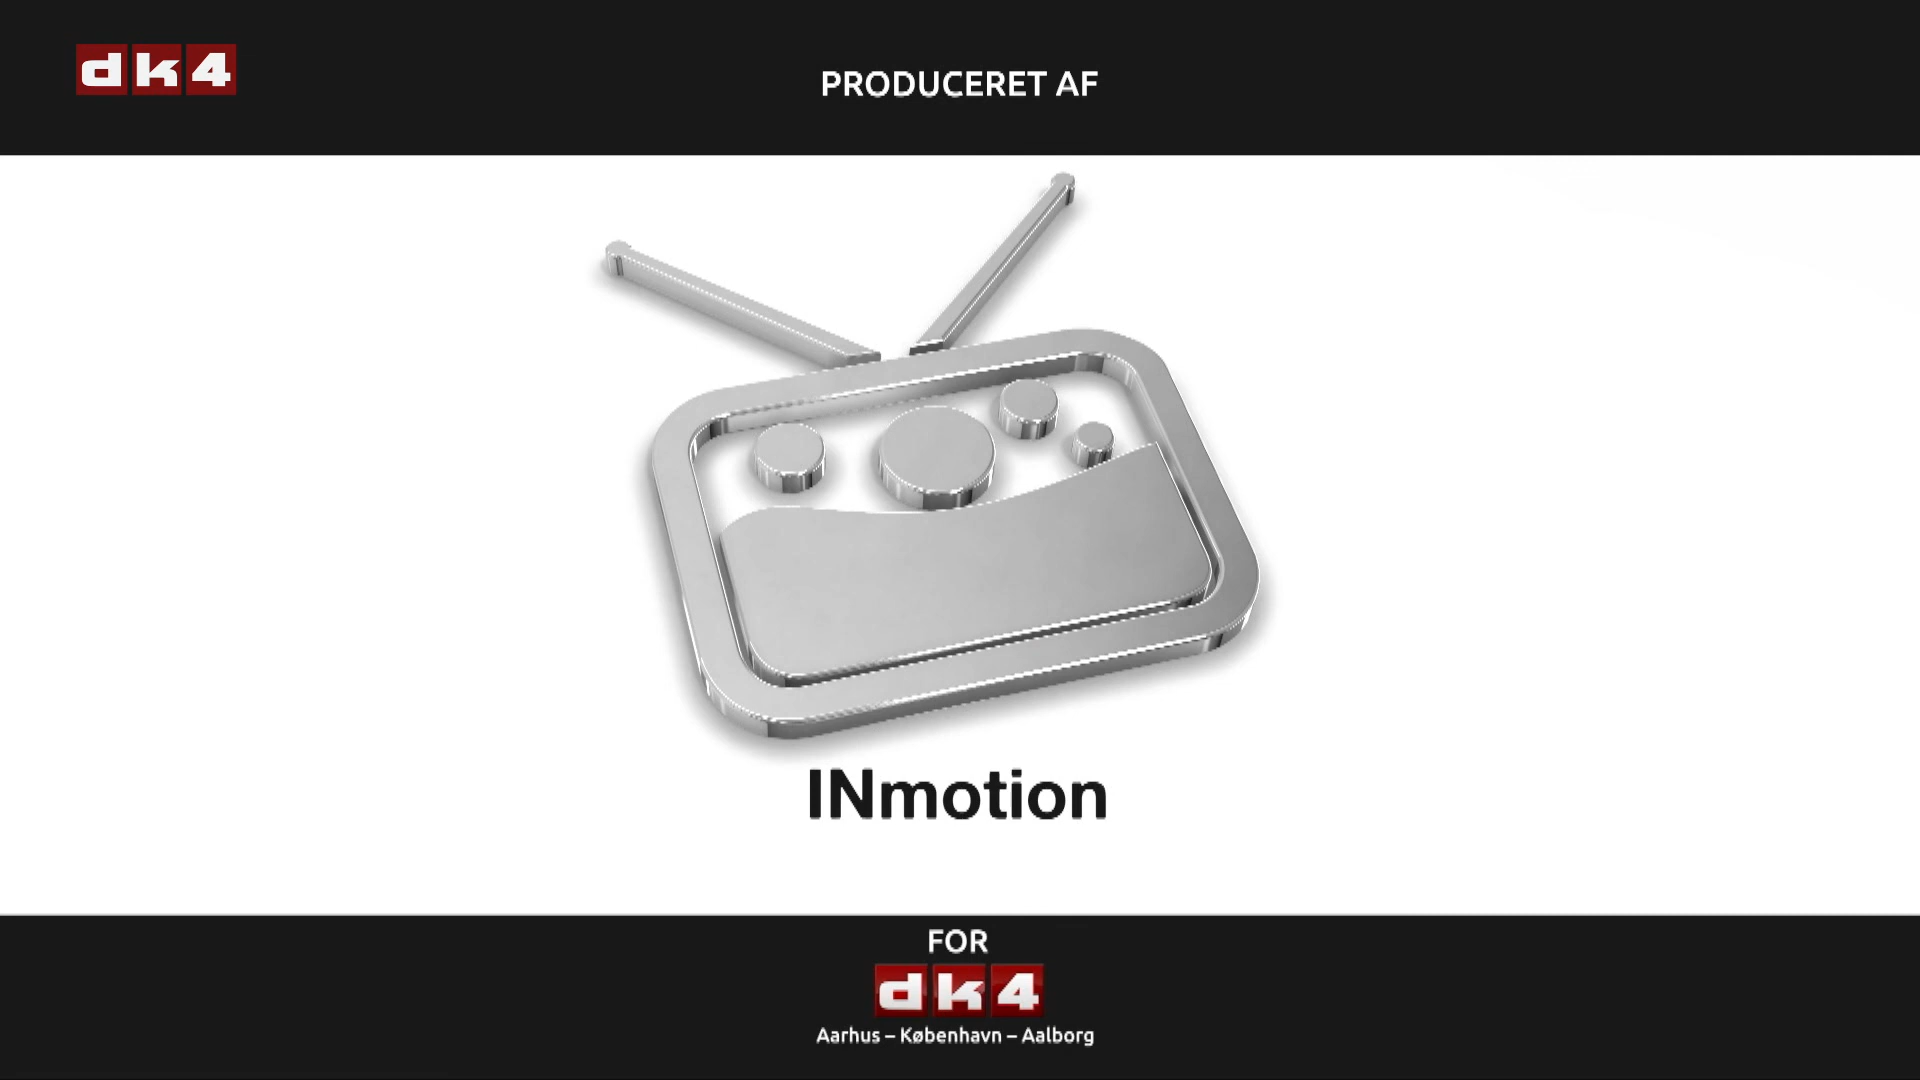 dk4
PRODUCERET AF
INmotion
FOR
dk4
Aarhus – København – Aalborg